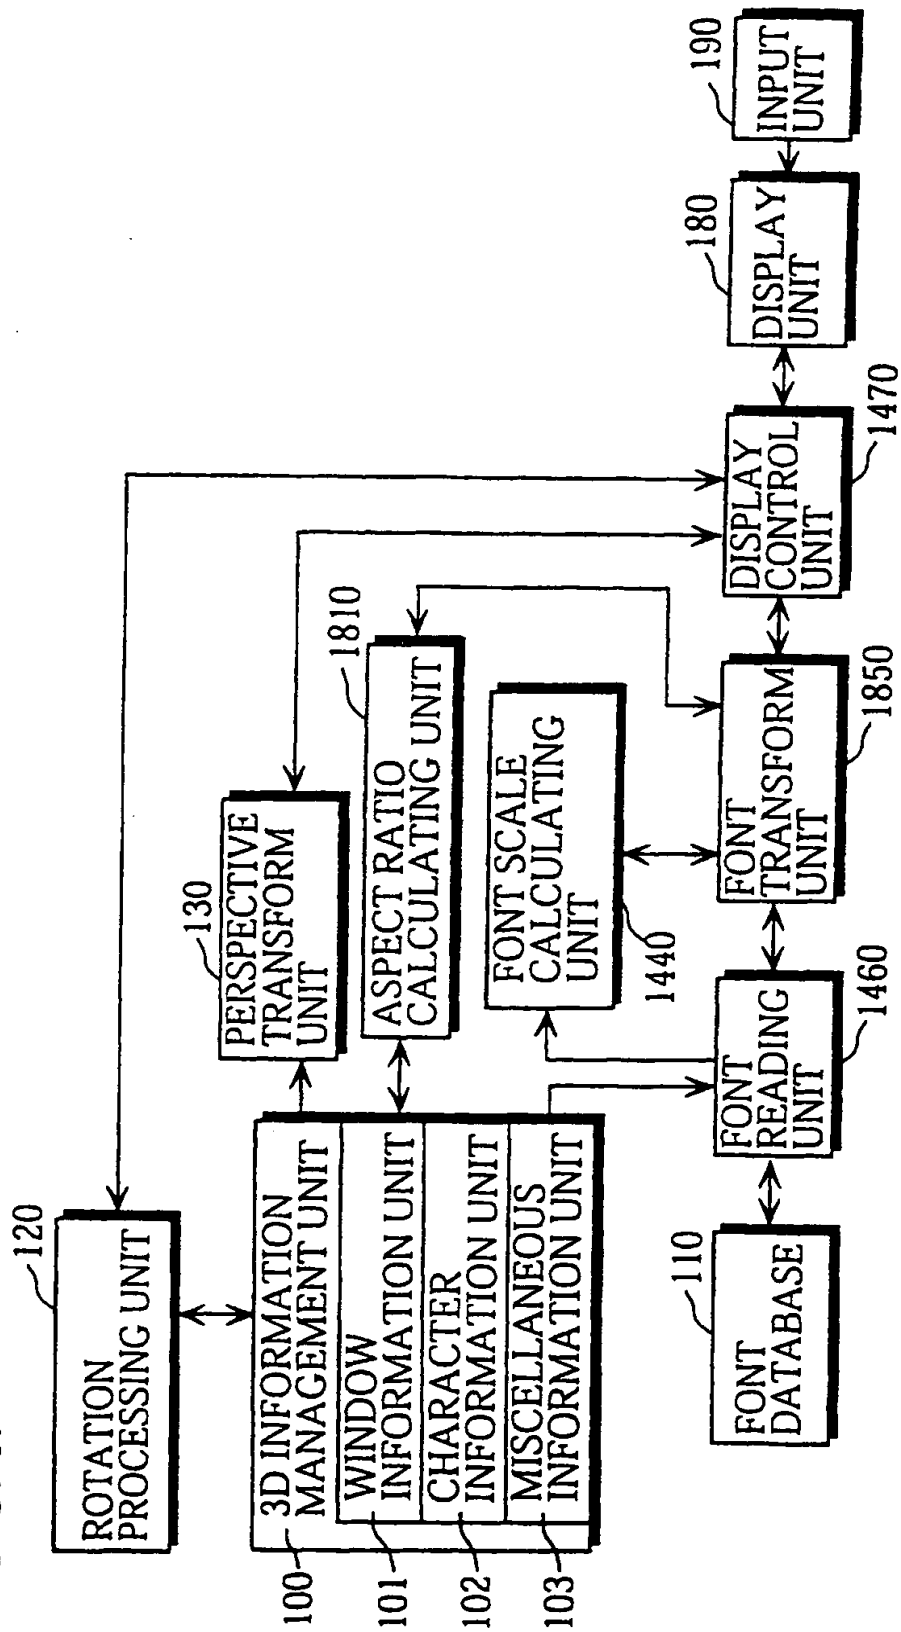 120
ROTATION
PROCESSING UNIT
100
3D INFORMATION
MANAGEMENT UNIT
101
WINDOW
INFORMATION UNIT
102
CHARACTER
INFORMATION UNIT
103
MISCELLANEOUS
INFORMATION UNIT
130
PERSPECTIVE
TRANSFORM
UNIT
1810
ASPECT RATIO
CALCULATING UNIT
FONT SCALE
CALCULATING
UNIT
1440
110
FONT
DATABASE
FONT
READING
UNIT
1460
FONT
TRANSFORM
UNIT
1850
DISPLAY
CONTROL
UNIT
1470
180
DISPLAY
UNIT
190
INPUT
UNIT